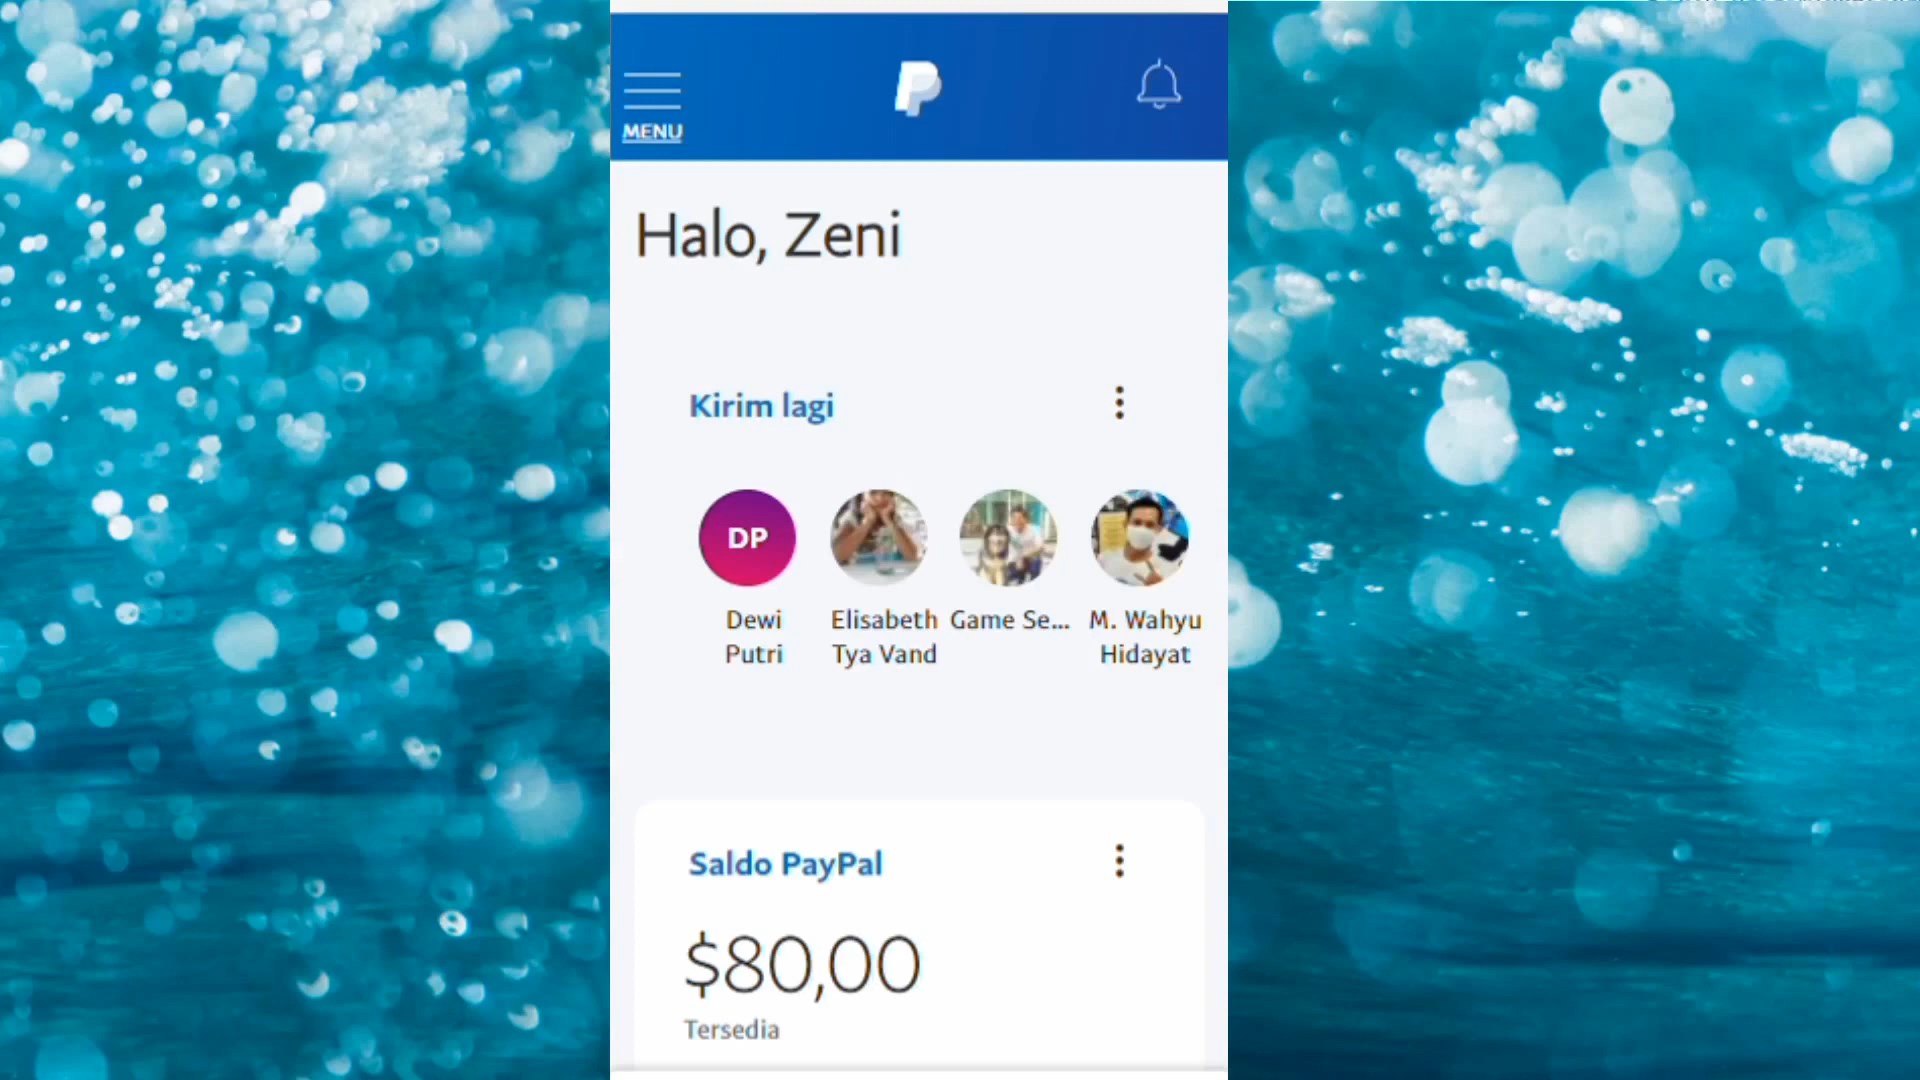 MENU
Halo, Zeni
Kirim lagi
DP
Dewi
Putri
Elisabeth
Tya Vand
Game Se...
M. Wahyu
Hidayat
Saldo PayPal
$80,00
Tersedia